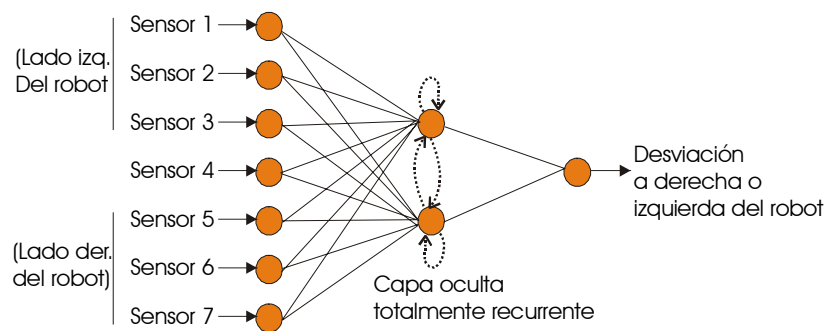 (Lado izq.
Del robot
Sensor 1
Sensor 2
Sensor 3
Sensor 4
Sensor 5
Sensor 6
Sensor 7
(Lado der.
del robot)
Capa oculta
totalmente recurrente
Desviación
a derecha o
izquierda del robot